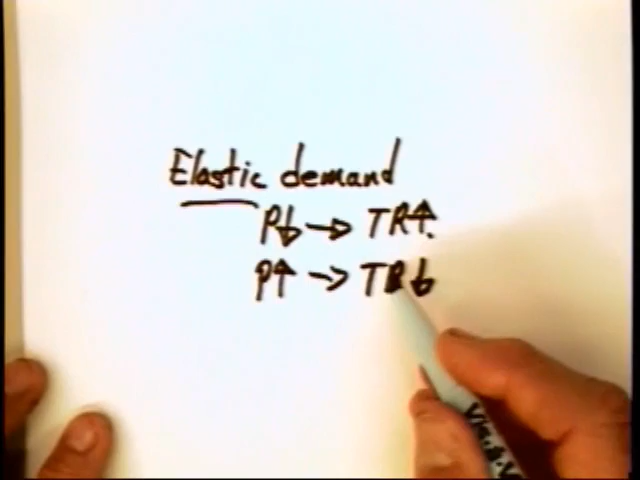 Elastic demand
P↓ → TR↑
P↑ → TR↓